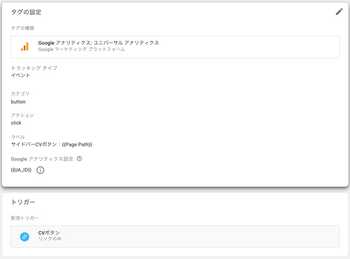 タグの設定
タグの種類
Google アナリティクス: ユニバーサル アナリティクス
Google マーケティング プラットフォーム
トラッキング タイプ
イベント
カテゴリ
button
アクション
click
ラベル
サイドバーCVボタン：{{Page Path}}
Google アナリティクス設定
{{GA_ID}}
トリガー
配信トリガー
CVボタン
リンクのみ